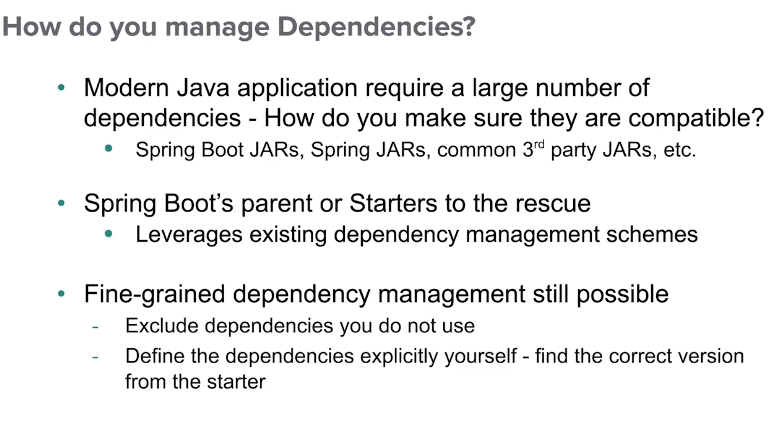 How do you manage Dependencies?
• Modern Java application require a large number of
dependencies - How do you make sure they are compatible?
• Spring Boot JARs, Spring JARs, common 3rd party JARs, etc.
• Spring Boot’s parent or Starters to the rescue
• Leverages existing dependency management schemes
• Fine-grained dependency management still possible
- Exclude dependencies you do not use
- Define the dependencies explicitly yourself - find the correct version
from the starter